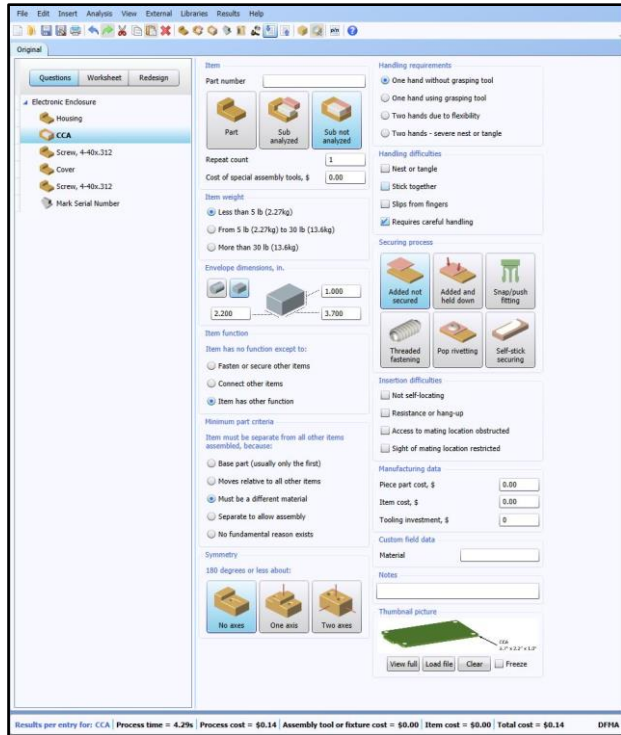 File Edit Insert Analysis View External Libraries Results Help
Original
Questions Worksheet Redesign
Electronic Enclosure
Housing
CCA
Screw, 4-40x.312
Cover
Screw, 4-40x.312
Mark Serial Number
Item
Part number
Part
Sub analyzed
Sub not analyzed
Repeat count 1
Cost of special assembly tools, $ 0.00
Item weight
Less than 5 lb (2.27kg)
From 5 lb (2.27kg) to 30 lb (13.6kg)
More than 30 lb (13.6kg)
Envelope dimensions, in.
1.000
2.200 3.700
Item function
Item has no function except to:
Fasten or secure other items
Connect other items
Item has other function
Minimum part criteria
Item must be separate from all other items
assembled, because:
Base part (usually only the first)
Moves relative to all other items
Must be a different material
Separate to allow assembly
No fundamental reason exists
Symmetry
180 degrees or less about:
No axes One axis Two axes
Handling requirements
One hand without grasping tool
One hand using grasping tool
Two hands due to flexibility
Two hands - severe nest or tangle
Handling difficulties
Nest or tangle
Stick together
Slips from fingers
Requires careful handling
Securing process
Added not secured
Added and held down
Snap/push fitting
Threaded fastening
Pop rivetting
Self-stick securing
Insertion difficulties
Not self-locating
Resistance or hang-up
Access to mating location obstructed
Sight of mating location restricted
Manufacturing data
Piece part cost, $ 0.00
Item cost, $ 0.00
Tooling investment, $ 0
Custom field data
Material
Notes
Thumbnail picture
CCA
View full Load file Clear Freeze
Results per entry for: CCA Process time = 4.29s Process cost = $0.14 Assembly tool or fixture cost = $0.00 Item cost = $0.00 Total cost = $0.14 DFMA